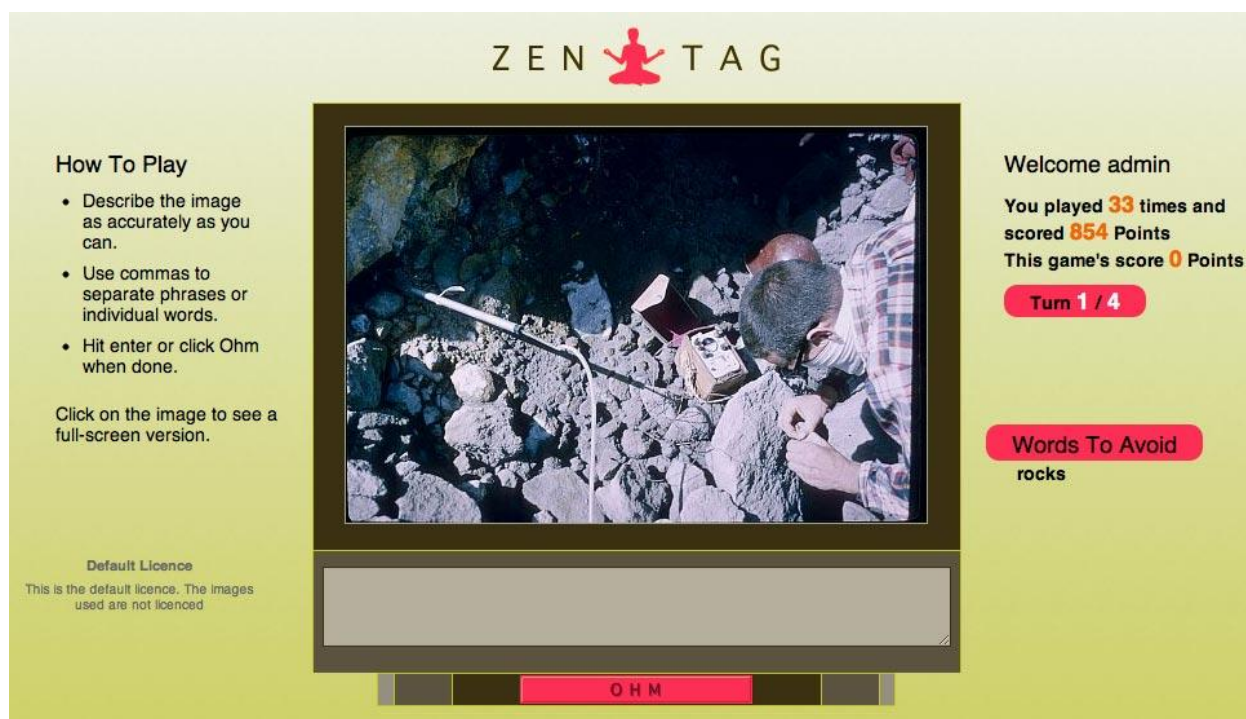 ZEN TAG
How To Play
• Describe the image
as accurately as you
can.
• Use commas to
separate phrases or
individual words.
• Hit enter or click Ohm
when done.
Click on the image to see a
full-screen version.
Default Licence
This is the default licence. The images
used are not licenced
Welcome admin
You played 33 times and
scored 854 Points
This game's score 0 Points
Turn 1 / 4
Words To Avoid
rocks
OHM